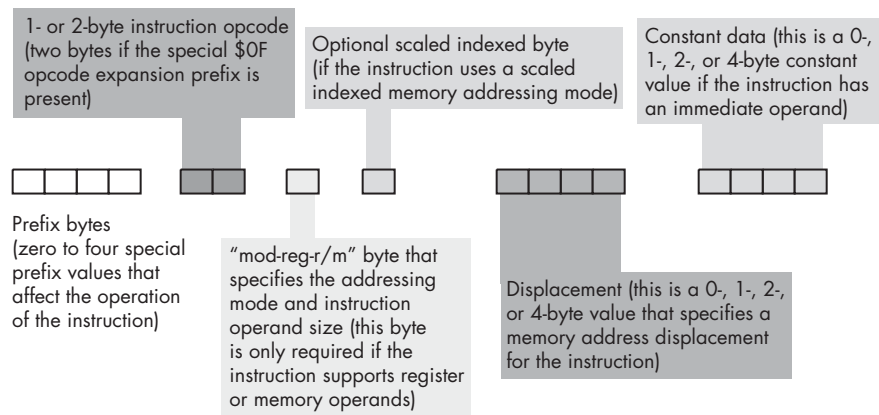 1- or 2-byte instruction opcode
(two bytes if the special $0F
opcode expansion prefix is
present)
Optional scaled indexed byte
(if the instruction uses a scaled
indexed memory addressing mode)
Constant data (this is a 0-,
1-, 2-, or 4-byte constant
value if the instruction has
an immediate operand)
Prefix bytes
(zero to four special
prefix values that
affect the operation
of the instruction)
“mod-reg-r/m” byte that
specifies the addressing
mode and instruction
operand size (this byte
is only required if the
instruction supports register
or memory operands)
Displacement (this is a 0-, 1-, 2-,
or 4-byte value that specifies a
memory address displacement
for the instruction)